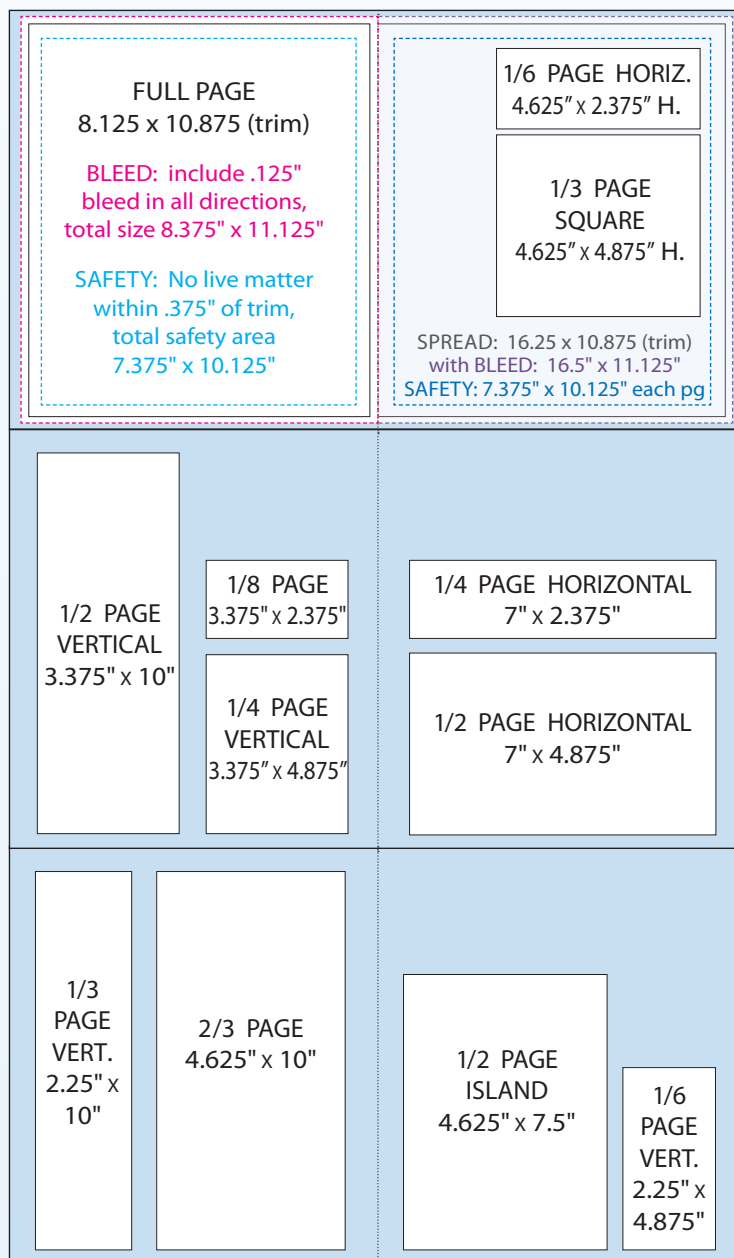 FULL PAGE
8.125 x 10.875 (trim)
BLEED: include .125"
bleed in all directions,
total size 8.375" x 11.125"
SAFETY: No live matter
within .375" of trim,
total safety area
7.375" x 10.125"
1/6 PAGE HORIZ.
4.625” x 2.375” H.
1/3 PAGE
SQUARE
4.625” x 4.875” H.
SPREAD: 16.25 x 10.875 (trim)
with BLEED: 16.5" x 11.125"
SAFETY: 7.375" x 10.125" each pg
1/2 PAGE
VERTICAL
3.375" x 10"
1/8 PAGE
3.375" x 2.375"
1/4 PAGE
VERTICAL
3.375” x 4.875”
1/4 PAGE HORIZONTAL
7" x 2.375"
1/2 PAGE HORIZONTAL
7" x 4.875"
1/3
PAGE
VERT.
2.25" x
10"
2/3 PAGE
4.625" x 10"
1/2 PAGE
ISLAND
4.625" x 7.5"
1/6
PAGE
VERT.
2.25" x
4.875"